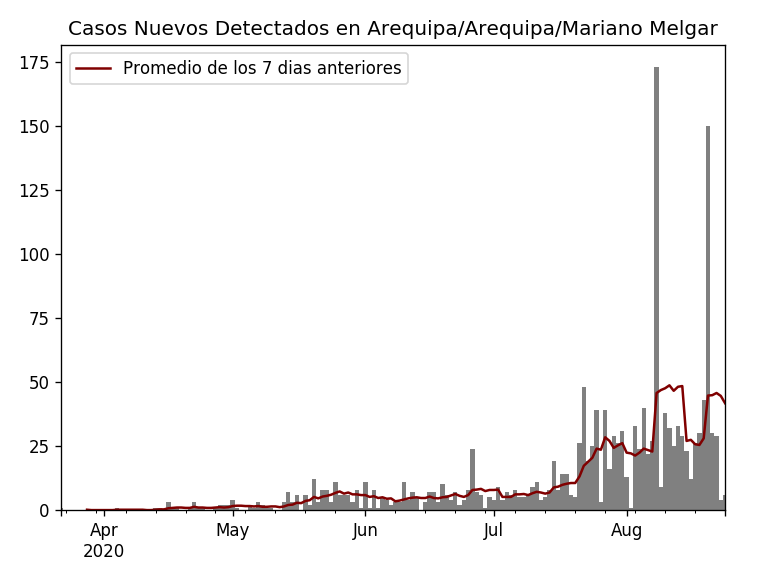 Casos Nuevos Detectados en Arequipa/Arequipa/Mariano Melgar
Promedio de los 7 dias anteriores
175
150
125
100
75
50
25
0
Apr
2020
May
Jun
Jul
Aug